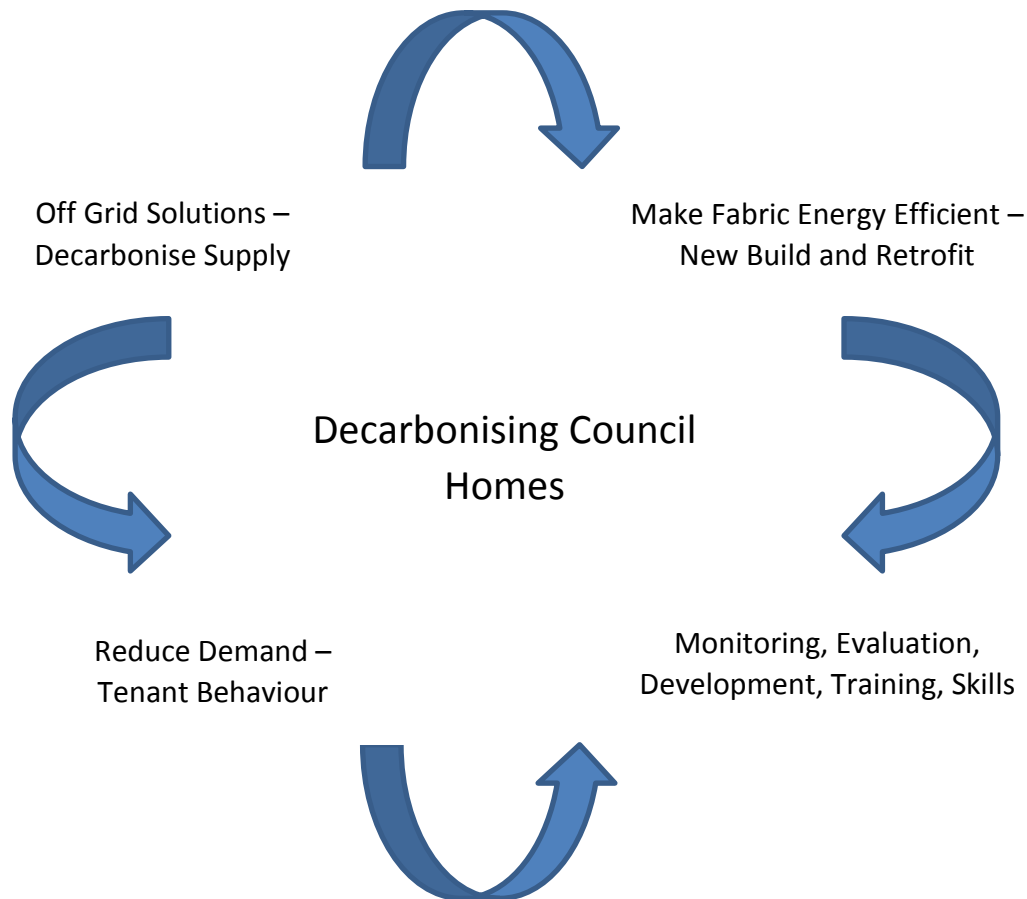 Off Grid Solutions –
Decarbonise Supply
Make Fabric Energy Efficient –
New Build and Retrofit
Decarbonising Council
Homes
Reduce Demand –
Tenant Behaviour
Monitoring, Evaluation,
Development, Training, Skills